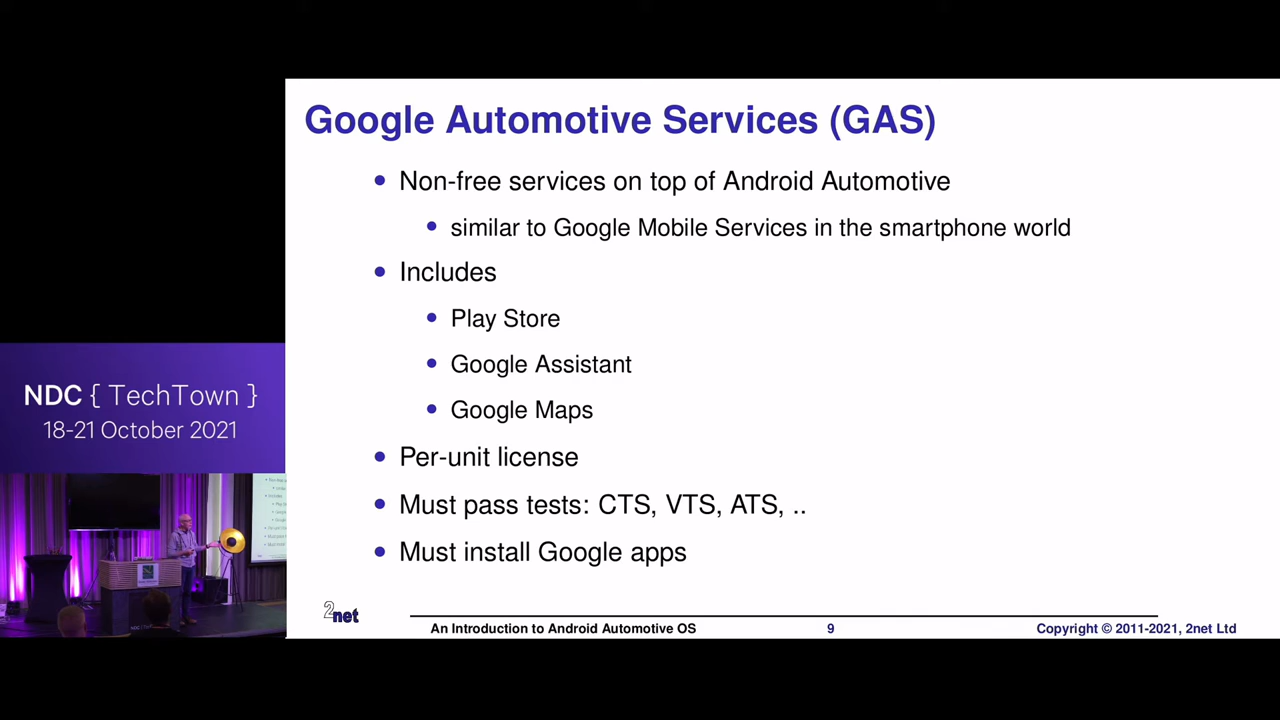 Google Automotive Services (GAS)
Non-free services on top of Android Automotive
similar to Google Mobile Services in the smartphone world
Includes
Play Store
Google Assistant
Google Maps
Per-unit license
Must pass tests: CTS, VTS, ATS, ..
Must install Google apps
NDC { TechTown }
18-21 October 2021
2net
An Introduction to Android Automotive OS
9
Copyright © 2011-2021, 2net Ltd